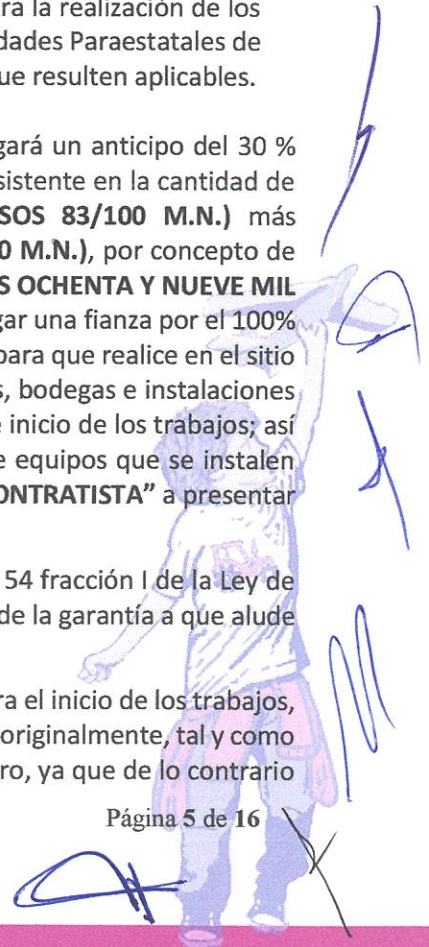 ra la realización de los
dades Paraestatales de
ue resulten aplicables.
gará un anticipo del 30 %
sistente en la cantidad de
SOS 83/100 M.N.) más
0 M.N.), por concepto de
S OCHENTA Y NUEVE MIL
gar una fianza por el 100%
para que realice en el sitio
s, bodegas e instalaciones
e inicio de los trabajos; así
e equipos que se instalen
ONTRATISTA" a presentar
54 fracción I de la Ley de
de la garantía a que alude
ra el inicio de los trabajos,
originalmente, tal y como
ro, ya que de lo contrario
Página 5 de 16